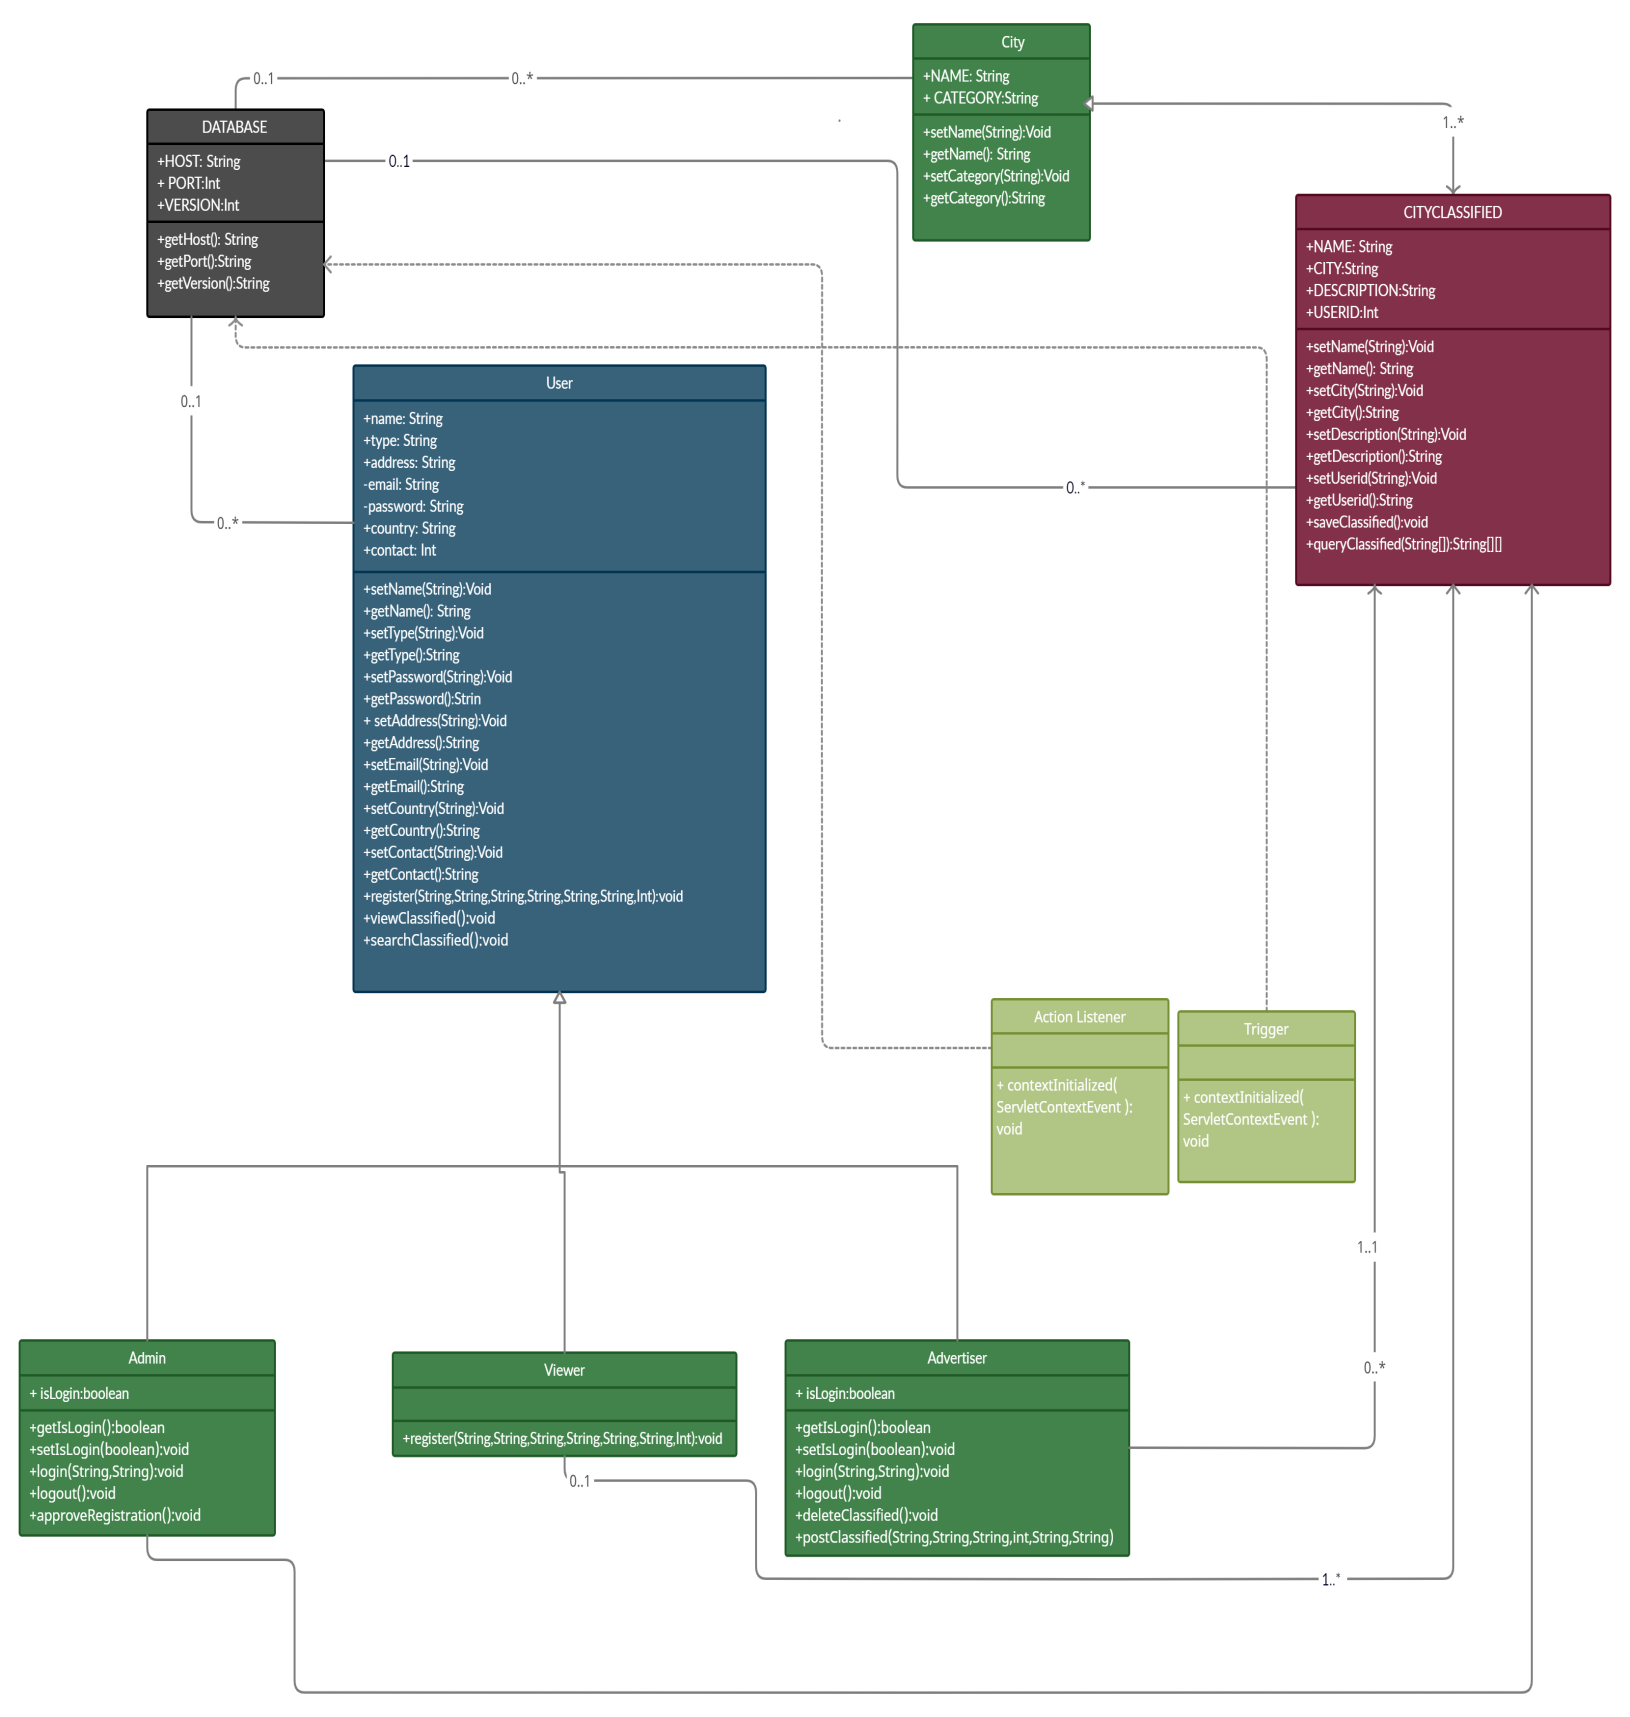 City
+NAME: String
+ CATEGORY:String
+setName(String):Void
+getName(): String
+setCategory(String):Void
+getCategory():String
0..1
0..*
DATABASE
+HOST: String
+ PORT:Int
+VERSION:Int
+getHost(): String
+getPort():String
+getVersion():String
0..1
0..*
1..*
CITYCLASSIFIED
+NAME: String
+CITY:String
+DESCRIPTION:String
+USERID:Int
+setName(String):Void
+getName(): String
+setCity(String):Void
+getCity():String
+setDescription(String):Void
+getDescription():String
+setUserid(String):Void
+getUserid():String
+saveClassified():void
+queryClassified(String[]):String[][]
0..1
0..*
User
+name: String
+type: String
+address: String
-email: String
-password: String
+country: String
+contact: Int
+setName(String):Void
+getName(): String
+setType(String):Void
+getType():String
+setPassword(String):Void
+getPassword():Strin
+ setAddress(String):Void
+getAddress():String
+setEmail(String):Void
+getEmail():String
+setCountry(String):Void
+getCountry():String
+setContact(String):Void
+getContact():String
+register(String,String,String,String,String,String,Int):void
+viewClassified():void
+searchClassified():void
Action Listener
+ contextInitialized(
ServletContextEvent ):
void
Trigger
+ contextInitialized(
ServletContextEvent ):
void
1..1
0..*
Admin
+ isLogin:boolean
+getIsLogin():boolean
+setIsLogin(boolean):void
+login(String,String):void
+logout():void
+approveRegistration():void
Viewer
+register(String,String,String,String,String,String,Int):void
0..1
Advertiser
+ isLogin:boolean
+getIsLogin():boolean
+setIsLogin(boolean):void
+login(String,String):void
+logout():void
+deleteClassified():void
+postClassified(String,String,String,int,String,String)
1..*